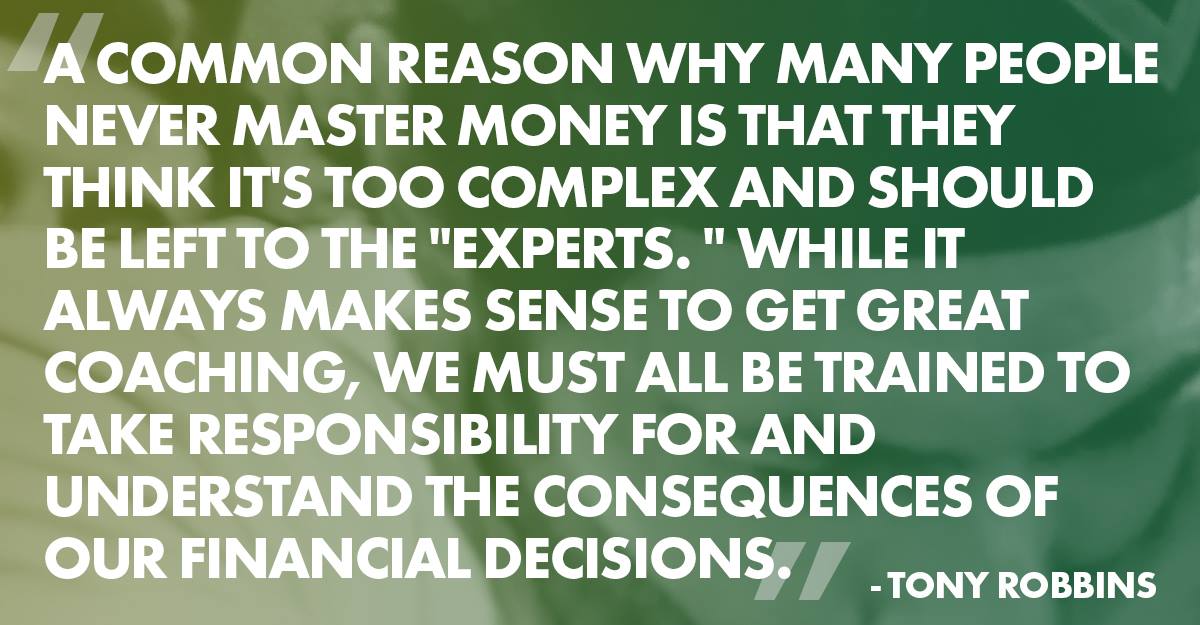 A COMMON REASON WHY MANY PEOPLE
NEVER MASTER MONEY IS THAT THEY
THINK IT'S TOO COMPLEX AND SHOULD
BE LEFT TO THE "EXPERTS. " WHILE IT
ALWAYS MAKES SENSE TO GET GREAT
COACHING, WE MUST ALL BE TRAINED TO
TAKE RESPONSIBILITY FOR AND
UNDERSTAND THE CONSEQUENCES OF
OUR FINANCIAL DECISIONS.
- TONY ROBBINS